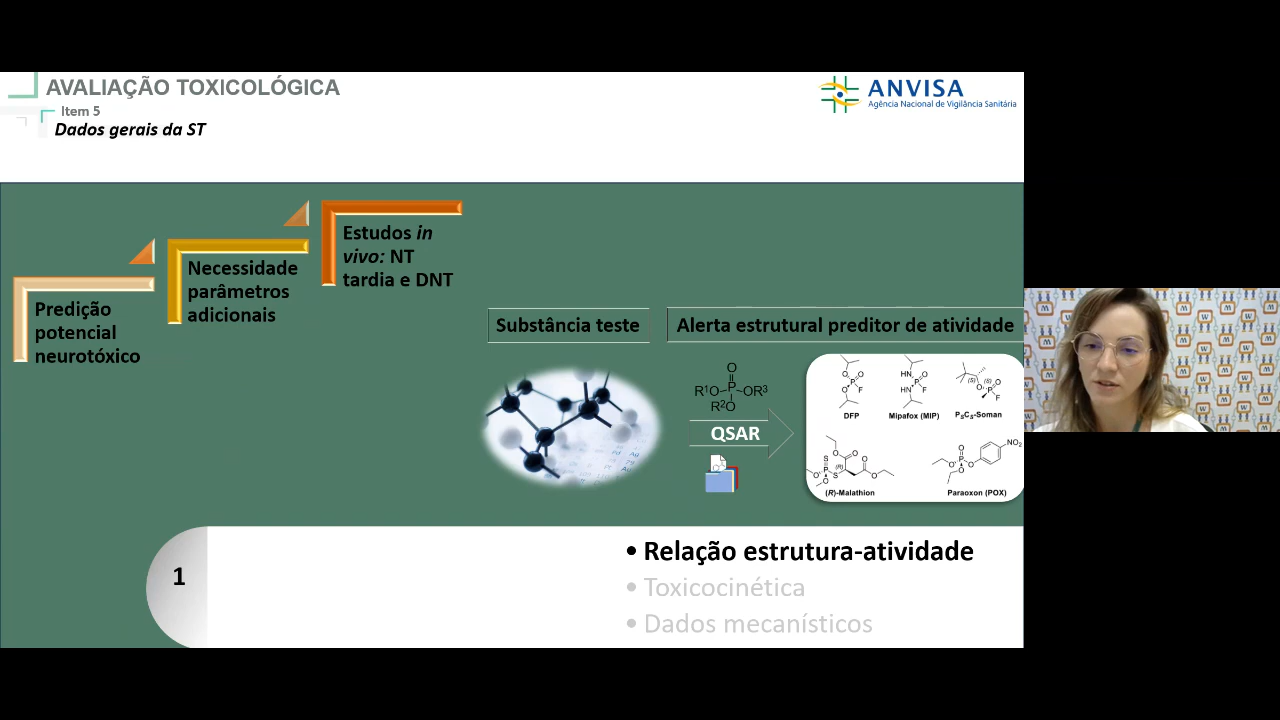 AVALIAÇÃO TOXICOLÓGICA
Item 5
Dados gerais da ST
ANVISA
Agência Nacional de Vigilância Sanitária
Predição
potencial
neurotóxico
Necessidade
parâmetros
adicionais
Estudos in
vivo: NT
tardia e DNT
Substância teste
Alerta estrutural preditor de atividade
O
R¹O-P-OR³
R²O
QSAR
DFP
Mipafox (MIP)
PSCS-Soman
(R)-Malathion
Paraoxon (POX)
1
• Relação estrutura-atividade
• Toxicocinética
• Dados mecanísticos